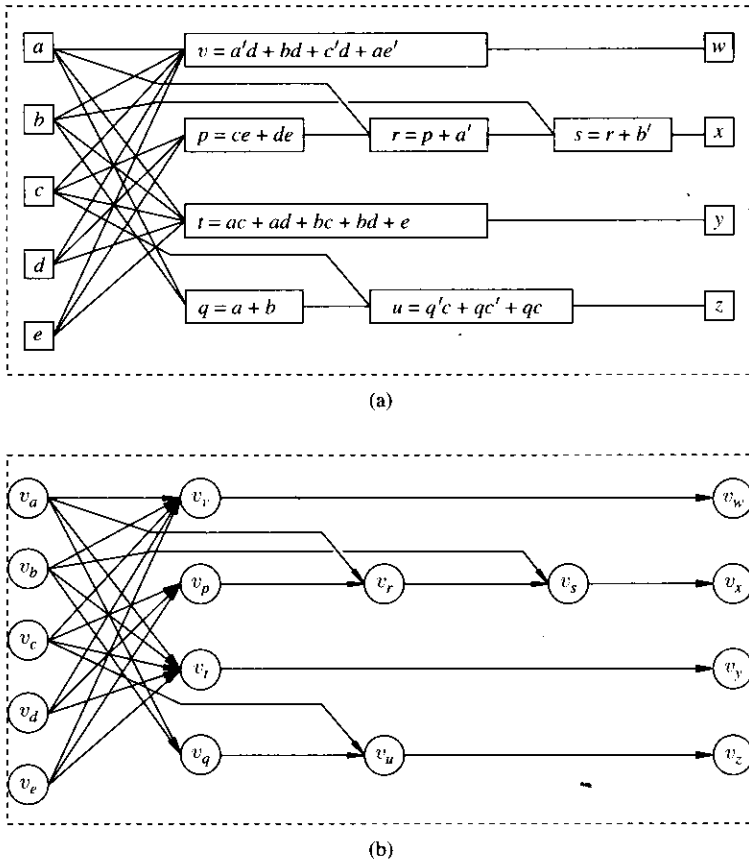 a
v = a'd + bd + c'd + ae'
w
b
p = ce + de
r = p + a'
s = r + b'
x
c
t = ac + ad + bc + bd + e
y
d
q = a + b
u = q'c + qc' + qc
z
e
(a)
v_a
v_v
v_w
v_b
v_p
v_r
v_s
v_x
v_c
v_t
v_y
v_d
v_q
v_u
v_z
v_e
(b)